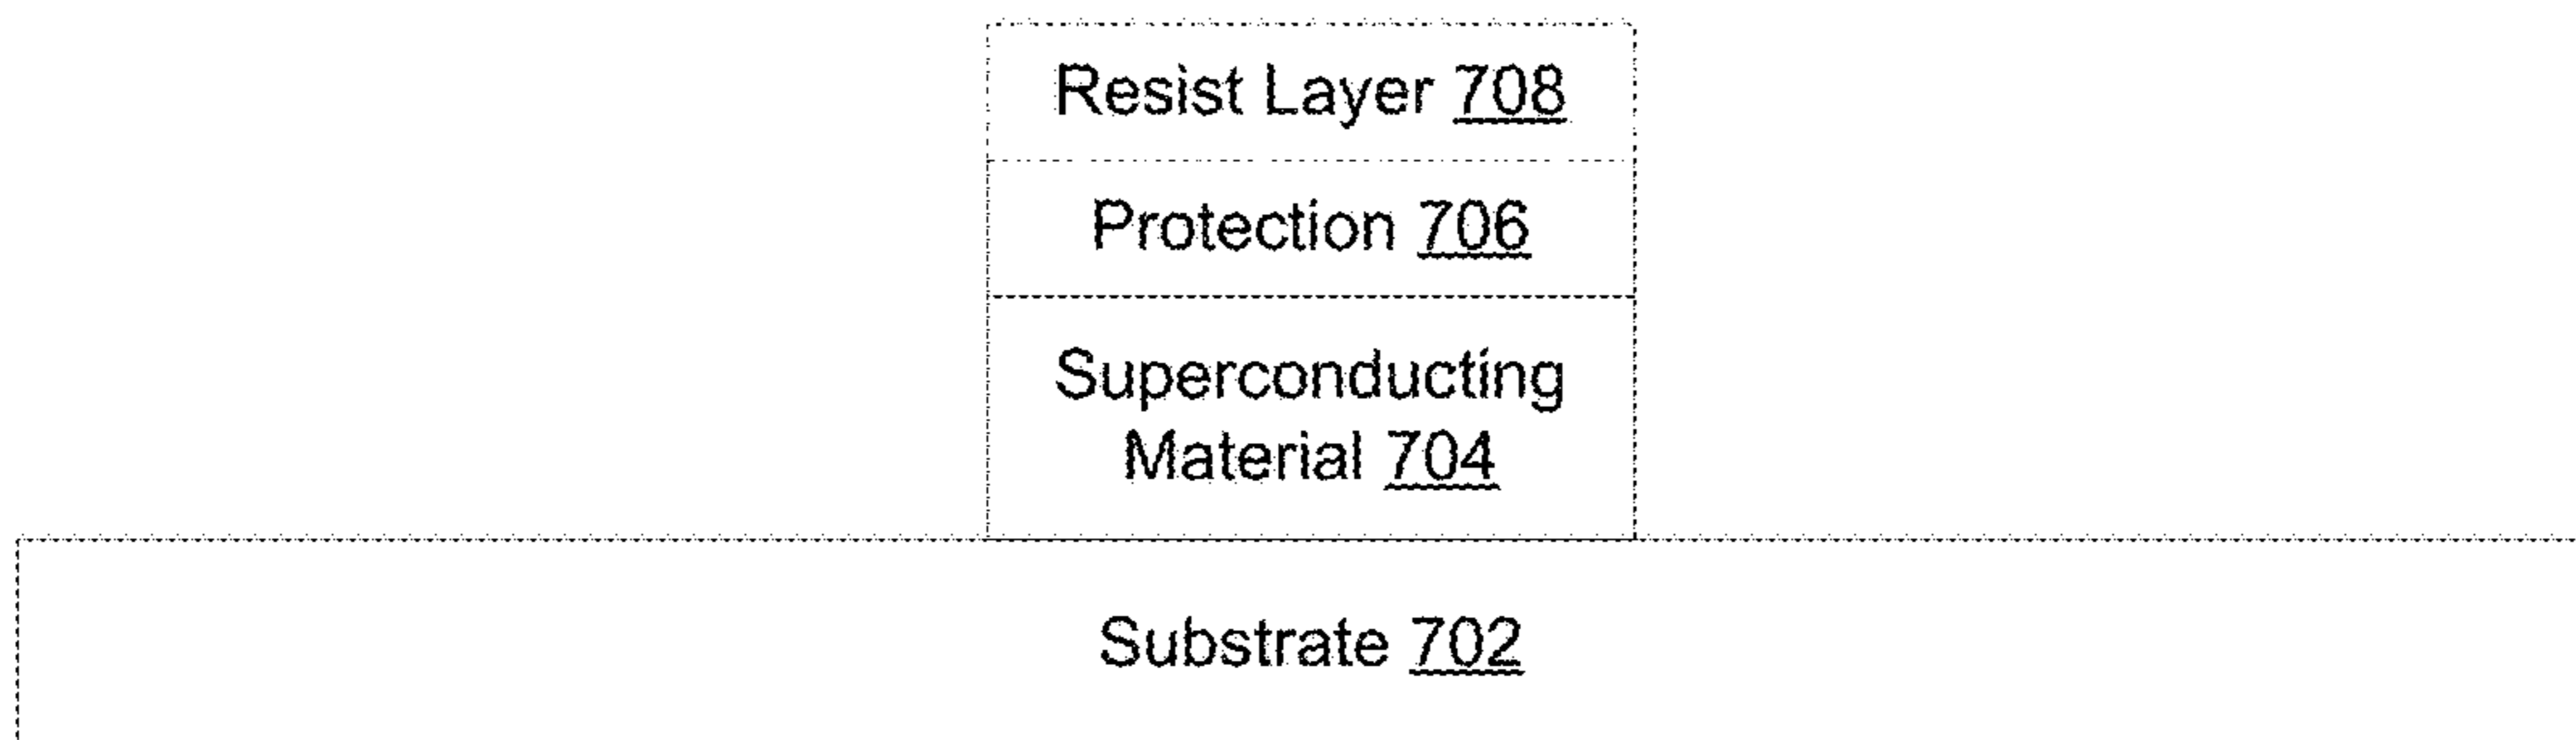 Resist Layer 708
Protection 706
Superconducting
Material 704
Substrate 702